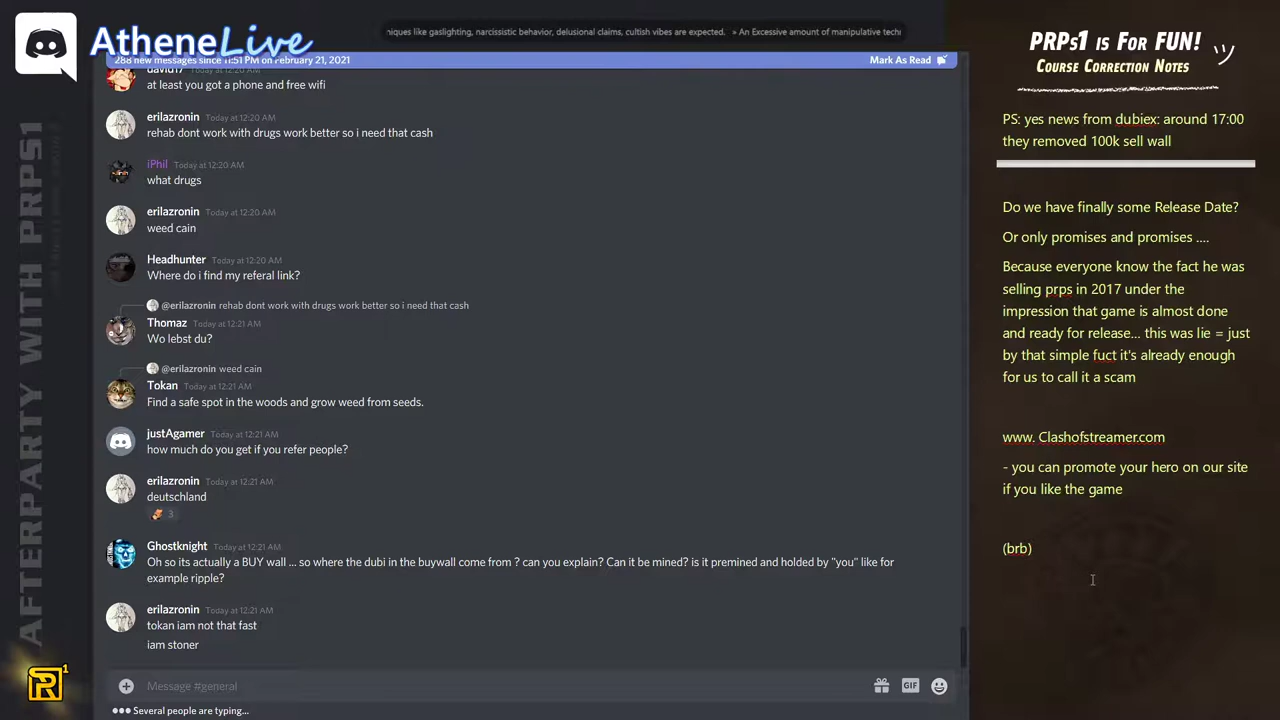 AtheneLive
iques like gaslighting, narcissistic behavior, delusional claims, cultish vibes are expected. » An Excessive amount of manipulative techi
288 new messages since 11:51 PM on February 21, 2021
Mark As Read
david17 Today at 12:20 AM
at least you got a phone and free wifi
erilazronin Today at 12:20 AM
rehab dont work with drugs work better so i need that cash
iPhil Today at 12:20 AM
what drugs
erilazronin Today at 12:20 AM
weed cain
Headhunter Today at 12:20 AM
Where do i find my referal link?
@erilazronin rehab dont work with drugs work better so i need that cash
Thomaz Today at 12:21 AM
Wo lebst du?
@erilazronin weed cain
Tokan Today at 12:21 AM
Find a safe spot in the woods and grow weed from seeds.
justAgamer Today at 12:21 AM
how much do you get if you refer people?
erilazronin Today at 12:21 AM
deutschland
3
Ghostknight Today at 12:21 AM
Oh so its actually a BUY wall ... so where the dubi in the buywall come from ? can you explain? Can it be mined? is it premined and holded by "you" like for
example ripple?
erilazronin Today at 12:21 AM
tokan iam not that fast
iam stoner
Message #general
GIF
Several people are typing...
AFTERPARTY WITH PRPS1
R1
PRPS1 IS FOR FUN! ツ
COURSE CORRECTION NOTES
PS: yes news from dubiex: around 17:00
they removed 100k sell wall
Do we have finally some Release Date?
Or only promises and promises ....
Because everyone know the fact he was
selling prps in 2017 under the
impression that game is almost done
and ready for release... this was lie = just
by that simple fuct it's already enough
for us to call it a scam
www. Clashofstreamer.com
- you can promote your hero on our site
if you like the game
(brb)